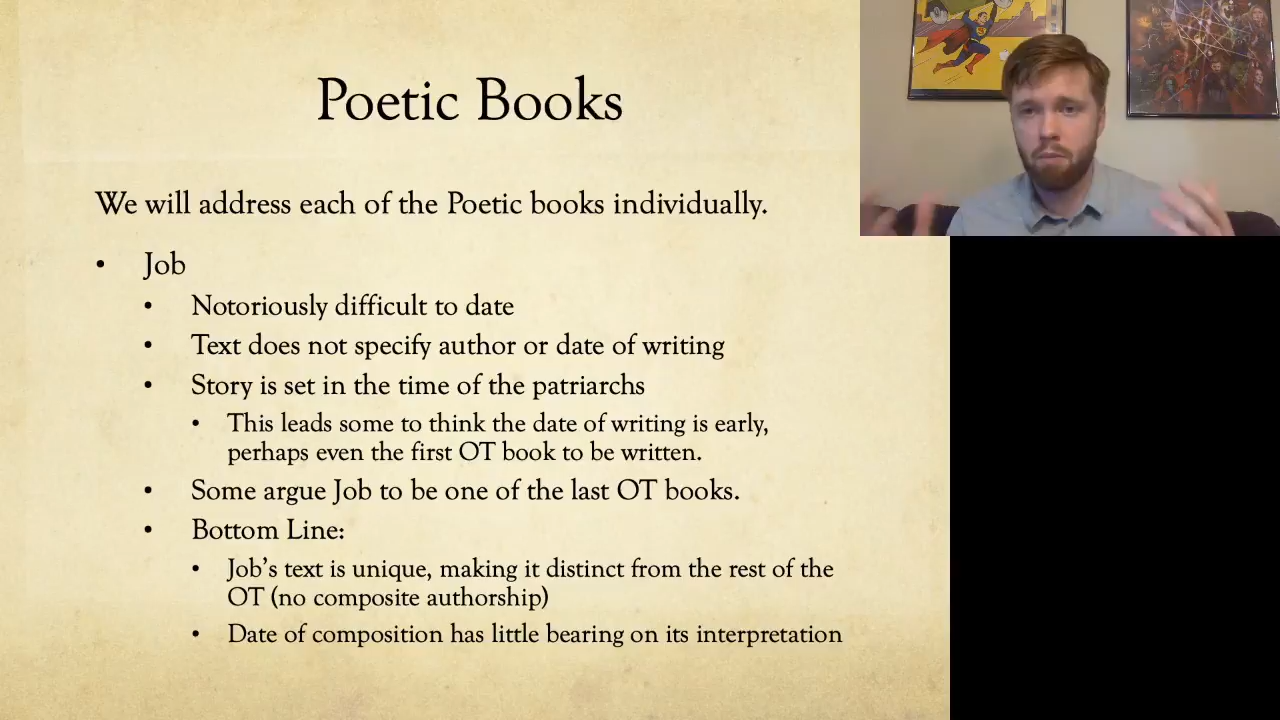 Poetic Books
We will address each of the Poetic books individually.
• Job
• Notoriously difficult to date
• Text does not specify author or date of writing
• Story is set in the time of the patriarchs
• This leads some to think the date of writing is early,
perhaps even the first OT book to be written.
• Some argue Job to be one of the last OT books.
• Bottom Line:
• Job's text is unique, making it distinct from the rest of the
OT (no composite authorship)
• Date of composition has little bearing on its interpretation